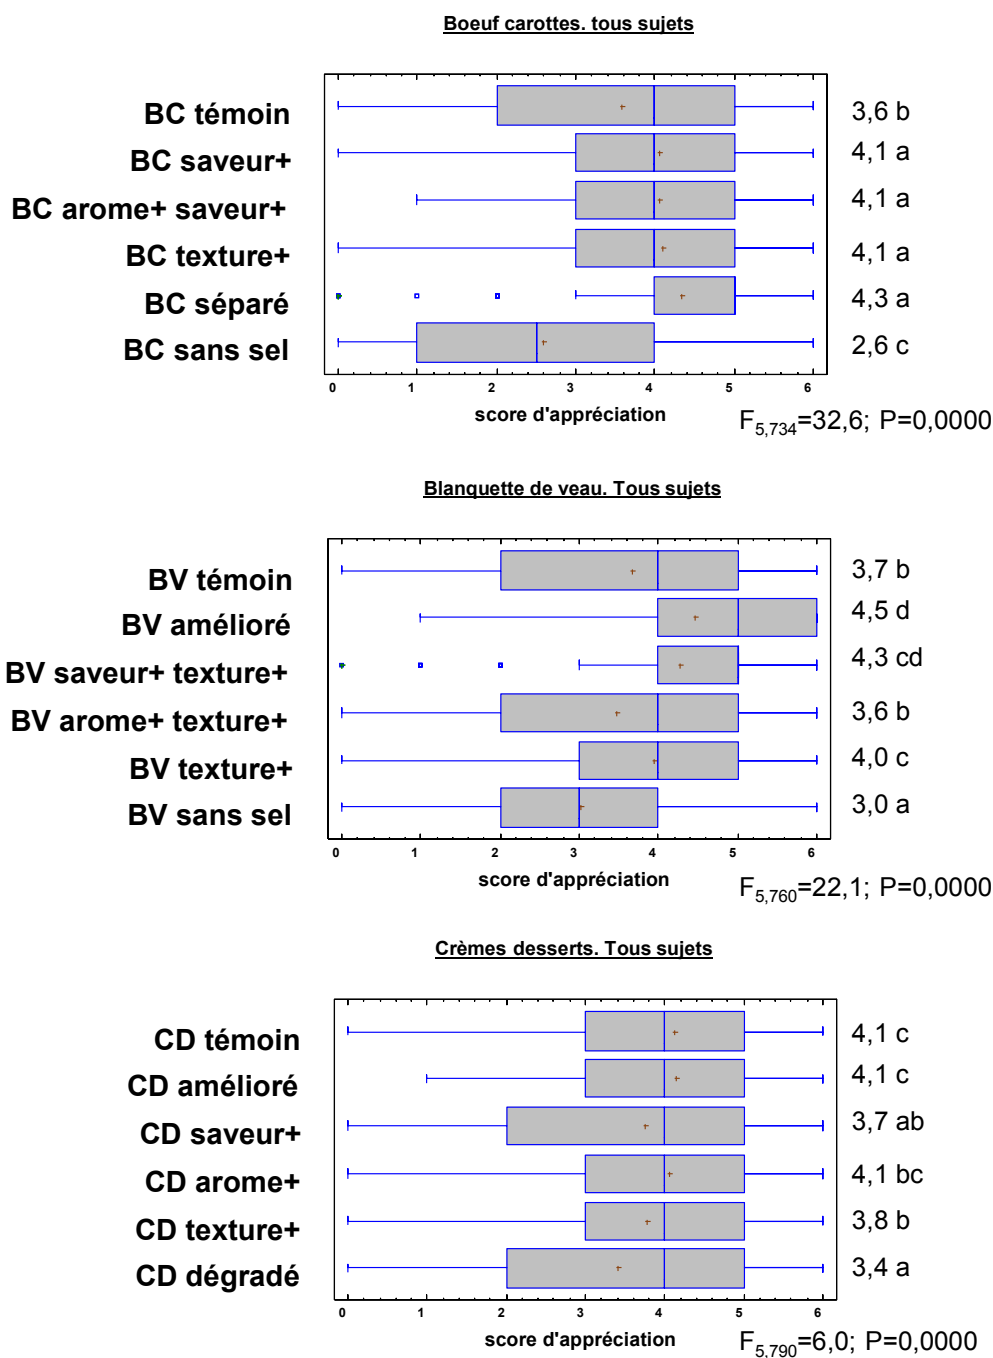 Boeuf carottes. tous sujets
BC témoin 3,6 b
BC saveur+ 4,1 a
BC arome+ saveur+ 4,1 a
BC texture+ 4,1 a
BC séparé 4,3 a
BC sans sel 2,6 c
0 1 2 3 4 5 6
score d'appréciation
F5,734=32,6; P=0,0000
Blanquette de veau. Tous sujets
BV témoin 3,7 b
BV amélioré 4,5 d
BV saveur+ texture+ 4,3 cd
BV arome+ texture+ 3,6 b
BV texture+ 4,0 c
BV sans sel 3,0 a
0 1 2 3 4 5 6
score d'appréciation
F5,760=22,1; P=0,0000
Crèmes desserts. Tous sujets
CD témoin 4,1 c
CD amélioré 4,1 c
CD saveur+ 3,7 ab
CD arome+ 4,1 bc
CD texture+ 3,8 b
CD dégradé 3,4 a
0 1 2 3 4 5 6
score d'appréciation
F5,790=6,0; P=0,0000